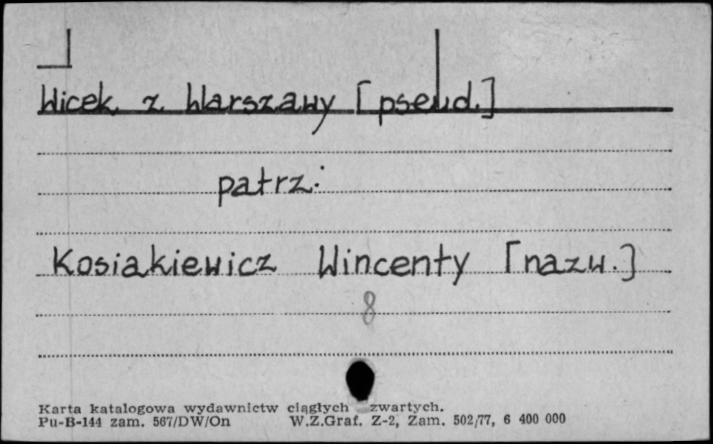 Wicek z Warszawy [pseud.]
patrz:
Kosiakiewicz Wincenty [nazw.]
8
Karta katalogowa wydawnictw ciągłych zwartych.
Pu-B-144 zam. 567/DW/On W.Z.Graf. Z-2, Zam. 502/77, 6 400 000